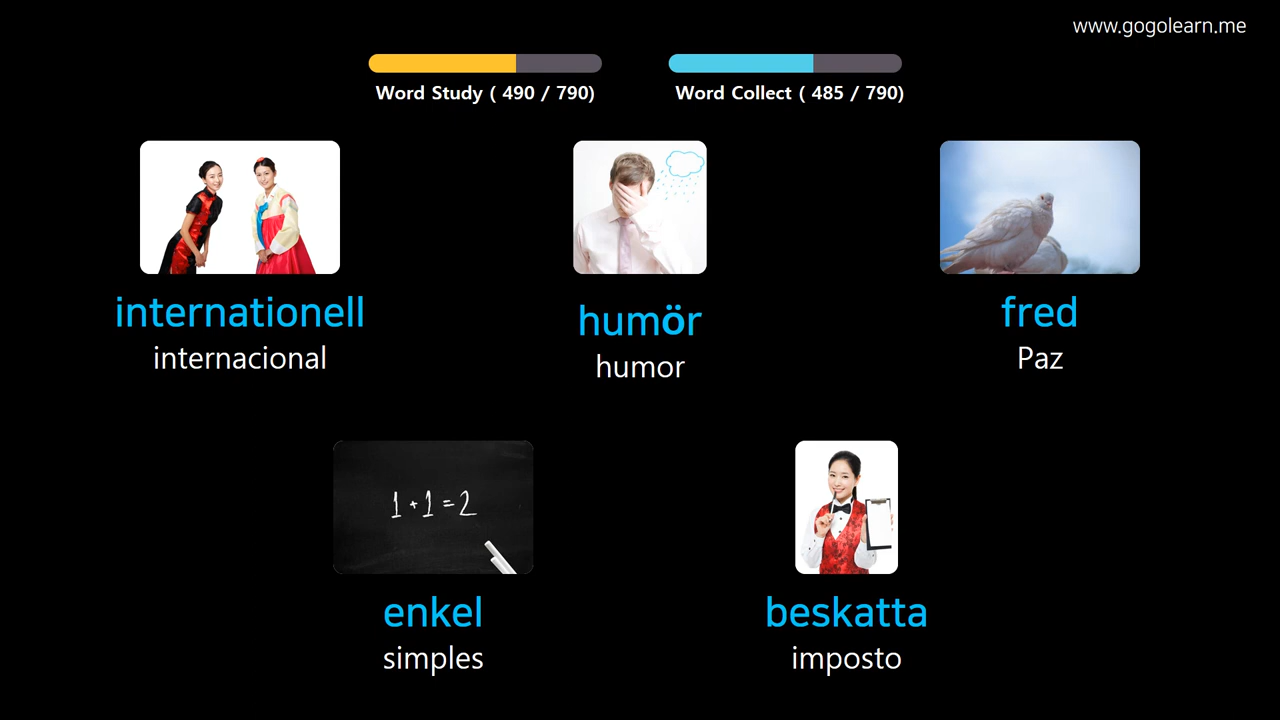 www.gogolearn.me
Word Study ( 490 / 790)
Word Collect ( 485 / 790)
internationell
internacional
humör
humor
fred
Paz
1 + 1 = 2
enkel
simples
beskatta
imposto